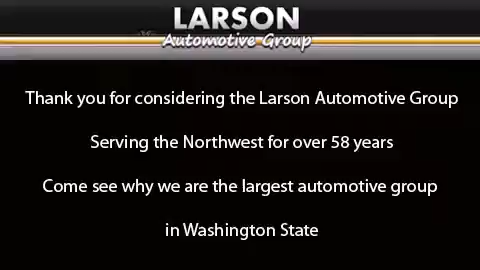 LARSON
Automotive Group
Thank you for considering the Larson Automotive Group
Serving the Northwest for over 58 years
Come see why we are the largest automotive group
in Washington State